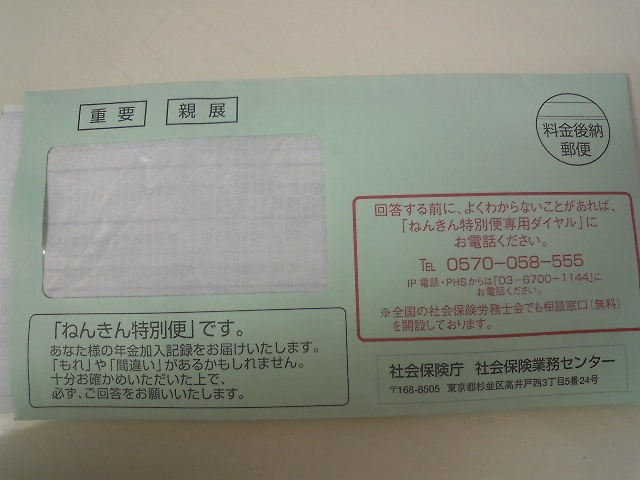 重要
親展
料金後納
郵便
回答する前に、よくわからないことがあれば、
「ねんきん特別便専用ダイヤル」に
お電話ください。
TEL 0570-058-555
IP電話・PHSからは「03-6700-1144」に
お電話ください。
※全国の社会保険労務士会でも相談窓口(無料)
を開設しております。
「ねんきん特別便」です。
あなた様の年金加入記録をお届けいたします。
「もれ」や「間違い」があるかもしれません。
十分お確かめいただいた上で、
必ず、ご回答をお願いいたします。
社会保険庁 社会保険業務センター
〒168-8505 東京都杉並区高井戸西3丁目5番24号